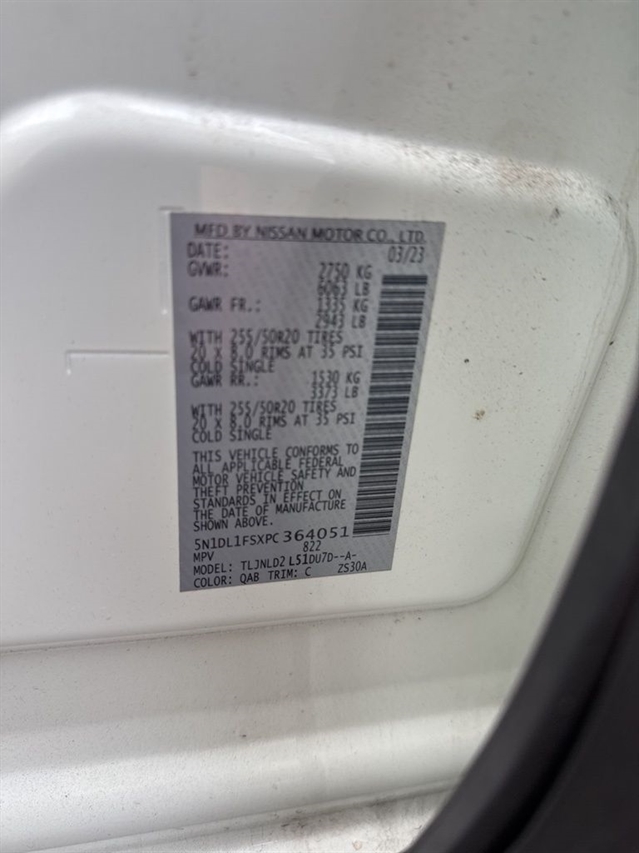 MFD BY NISSAN MOTOR CO., LTD.
DATE: 03/23
GVWR: 2750 KG
6063 LB
GAWR FR.: 1335 KG
2943 LB
WITH 255/50R20 TIRES
20 X 8.0 RIMS AT 35 PSI
COLD SINGLE
GAWR RR.: 1530 KG
3373 LB
WITH 255/50R20 TIRES
20 X 8.0 RIMS AT 35 PSI
COLD SINGLE
THIS VEHICLE CONFORMS TO
ALL APPLICABLE FEDERAL
MOTOR VEHICLE SAFETY AND
THEFT PREVENTION
STANDARDS IN EFFECT ON
THE DATE OF MANUFACTURE
SHOWN ABOVE.
5N1DL1FSXPC364051
MPV 822
MODEL: TLJNLD2 L51DU7D--A-
COLOR: QAB TRIM: C ZS30A